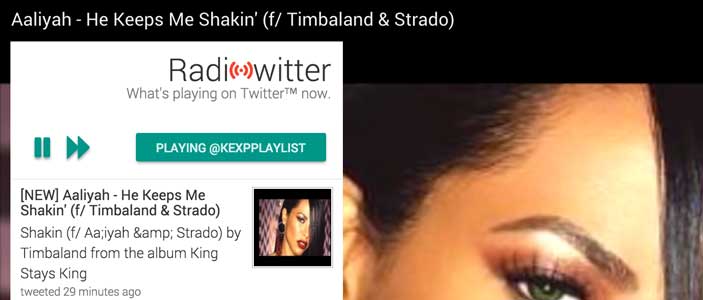 Aaliyah - He Keeps Me Shakin' (f/ Timbaland & Strado)
Radi witter
What's playing on Twitter™ now.
PLAYING @KEXPPLAYLIST
[NEW] Aaliyah - He Keeps Me
Shakin' (f/ Timbaland & Strado)
Shakin (f/ Aa;iyah &amp; Strado) by
Timbaland from the album King
Stays King
tweeted 29 minutes ago